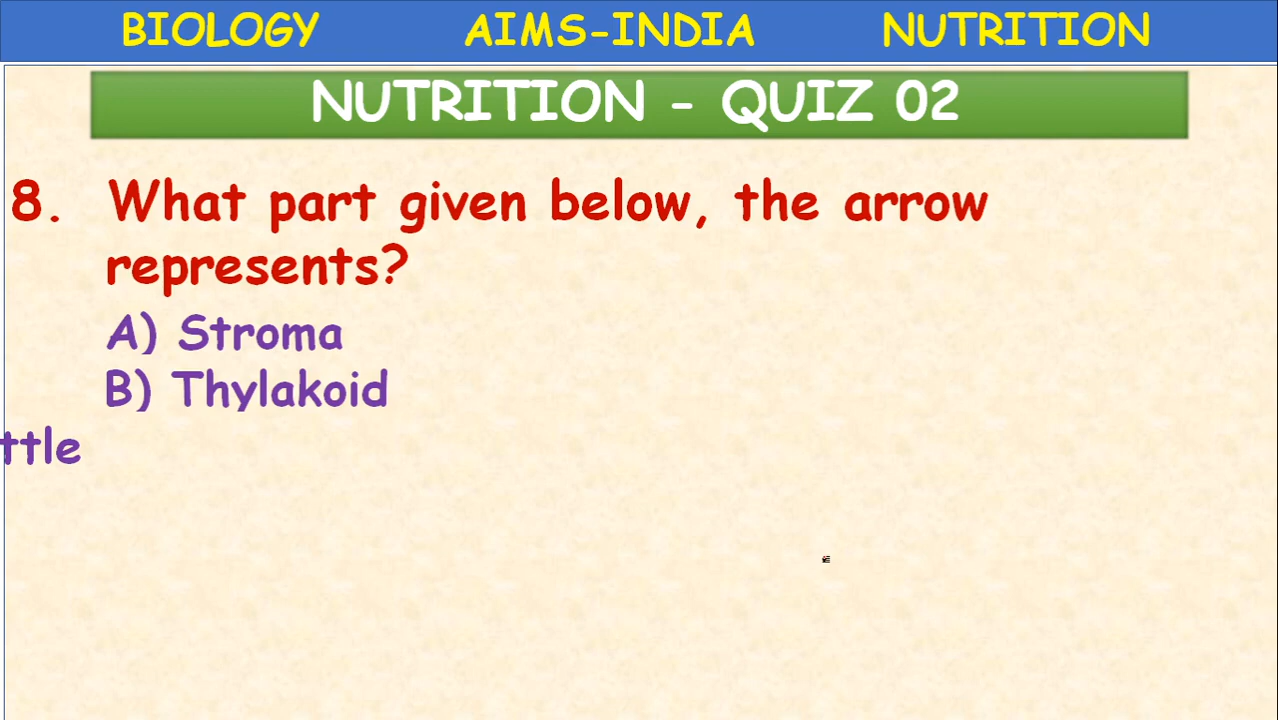 BIOLOGY AIMS-INDIA NUTRITION
NUTRITION - QUIZ 02
8. What part given below, the arrow
represents?
A) Stroma
B) Thylakoid
ttle